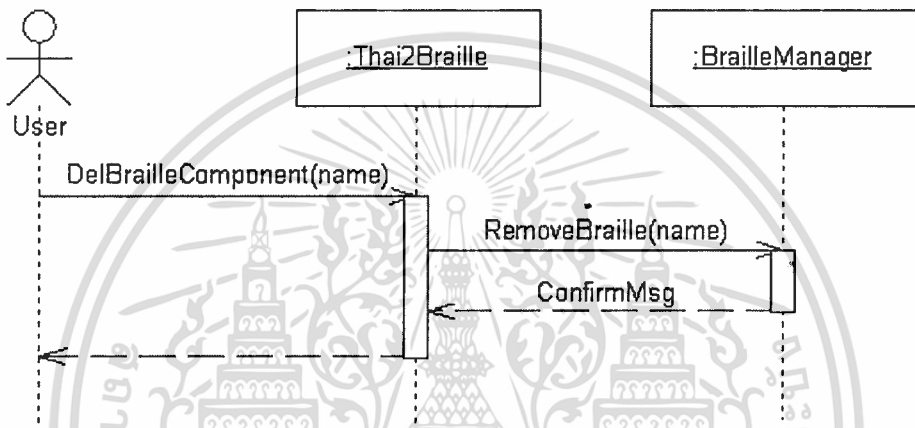 :Thai2Braille
:BrailleManager
User
DelBrailleComponent(name)
RemoveBraille(name)
ConfirmMsg